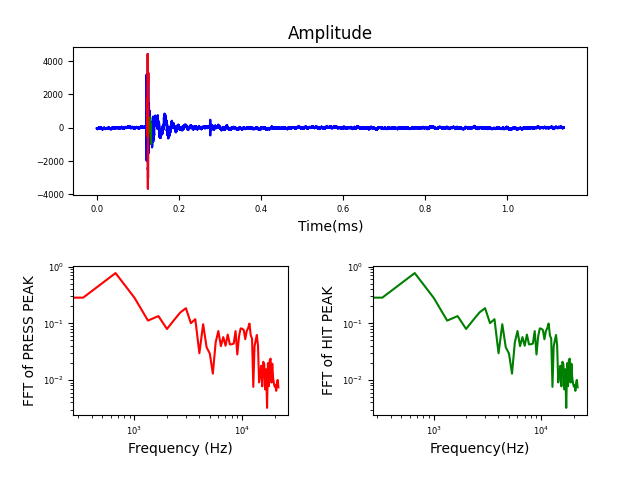 Amplitude
4000
2000
0
−2000
−4000
0.0 0.2 0.4 0.6 0.8 1.0
Time(ms)
FFT of PRESS PEAK
10⁰
10⁻¹
10⁻²
10³ 10⁴
Frequency (Hz)
FFT of HIT PEAK
10⁰
10⁻¹
10⁻²
10³ 10⁴
Frequency(Hz)